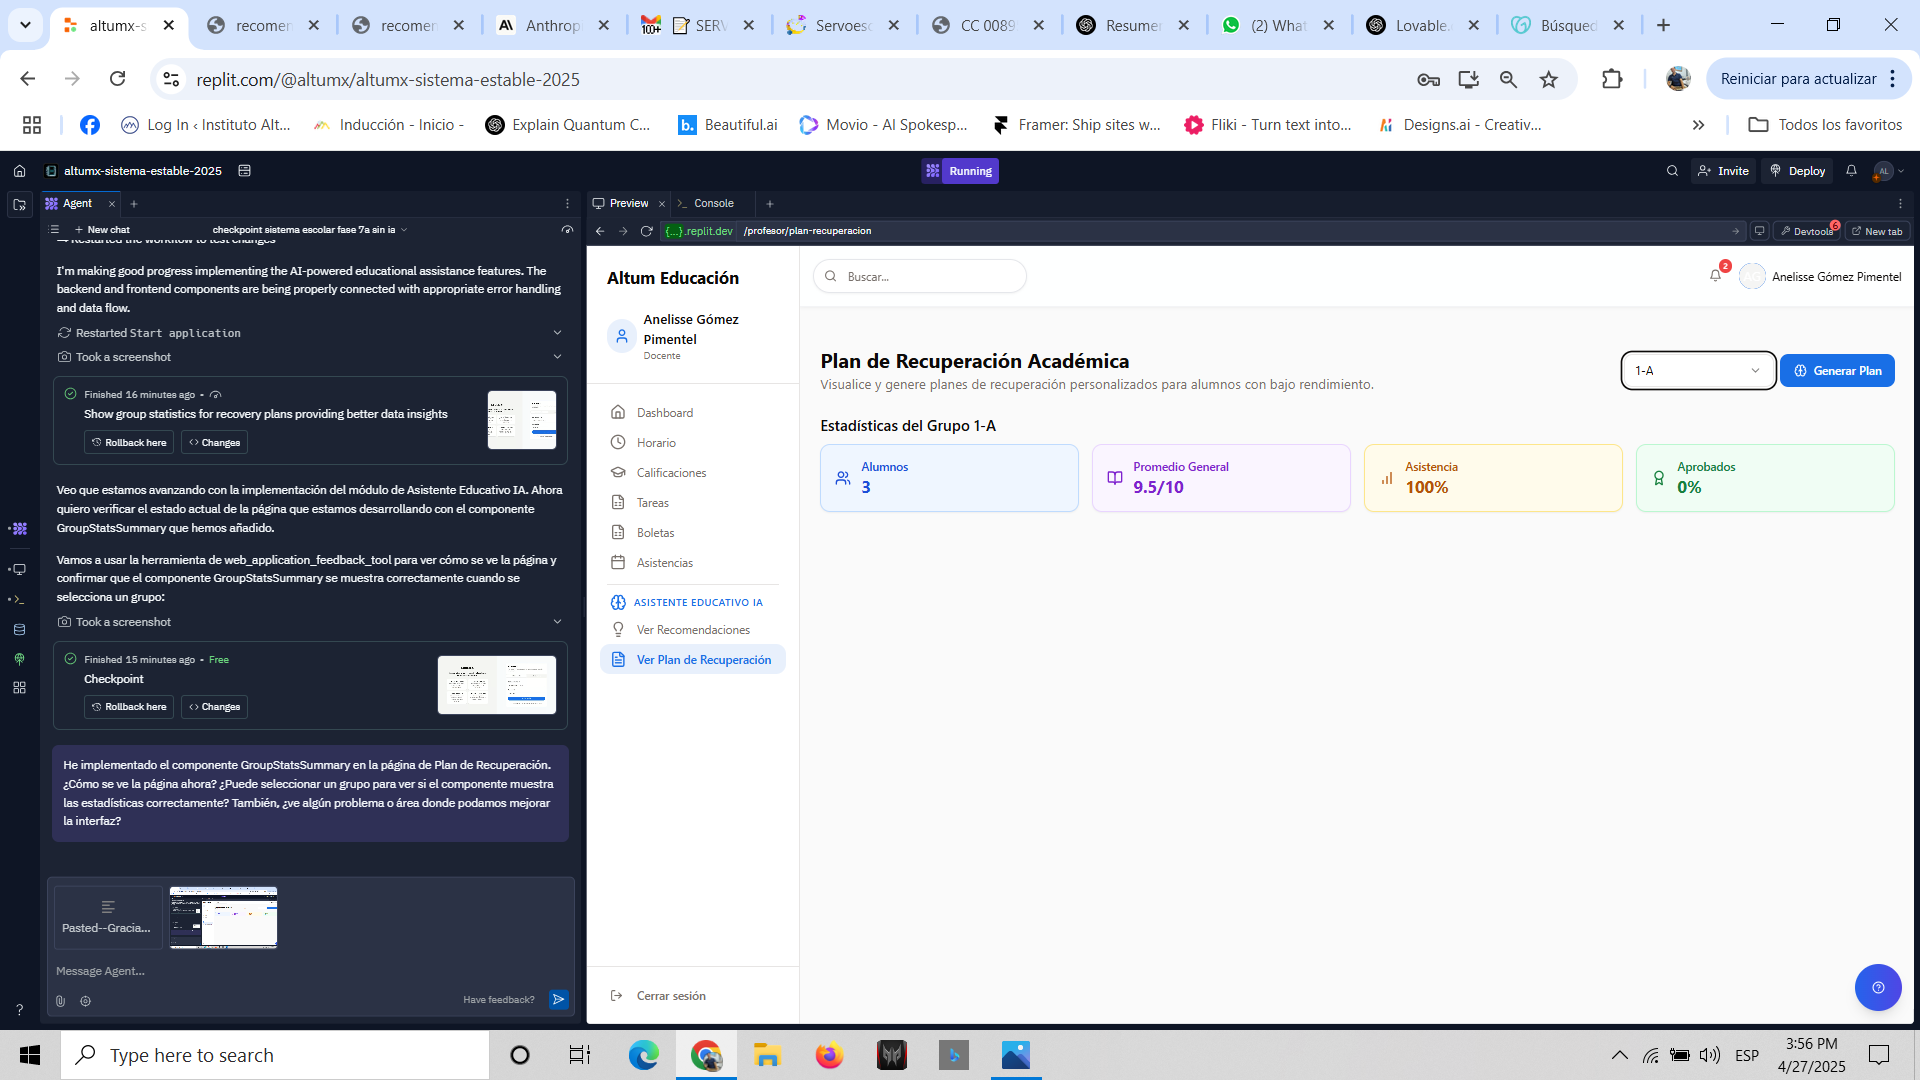 altumx-s
recomen
recomen
Anthrop
SERV
Servoesc
CC 0089
Resumer
(2) What
Lovable.
Búsqued
replit.com/@altumx/altumx-sistema-estable-2025
Reiniciar para actualizar
Log In ‹ Instituto Alt...
Inducción - Inicio -
Explain Quantum C...
Beautiful.ai
Movio - AI Spokesp...
Framer: Ship sites w...
Fliki - Turn text into...
Designs.ai - Creativ...
Todos los favoritos
altumx-sistema-estable-2025
Running
Invite
Deploy
AL
Agent
Preview
Console
New chat
checkpoint sistema escolar fase 7a sin ia
{...}.replit.dev
/profesor/plan-recuperacion
Devtools
6
New tab
Restarted the workflow to test changes
I'm making good progress implementing the AI-powered educational assistance features. The
backend and frontend components are being properly connected with appropriate error handling
and data flow.
Restarted Start application
Took a screenshot
Finished 16 minutes ago •
Show group statistics for recovery plans providing better data insights
Rollback here
Changes
Veo que estamos avanzando con la implementación del módulo de Asistente Educativo IA. Ahora
quiero verificar el estado actual de la página que estamos desarrollando con el componente
GroupStatsSummary que hemos añadido.
Vamos a usar la herramienta de web_application_feedback_tool para ver cómo se ve la página y
confirmar que el componente GroupStatsSummary se muestra correctamente cuando se
selecciona un grupo:
Took a screenshot
Finished 15 minutes ago • Free
Checkpoint
Rollback here
Changes
He implementado el componente GroupStatsSummary en la página de Plan de Recuperación.
¿Cómo se ve la página ahora? ¿Puede seleccionar un grupo para ver si el componente muestra
las estadísticas correctamente? También, ¿ve algún problema o área donde podamos mejorar
la interfaz?
Pasted--Gracia...
Message Agent...
Have feedback?
Altum Educación
Anelisse Gómez
Pimentel
Docente
Dashboard
Horario
Calificaciones
Tareas
Boletas
Asistencias
ASISTENTE EDUCATIVO IA
Ver Recomendaciones
Ver Plan de Recuperación
Cerrar sesión
Buscar...
2
Anelisse Gómez Pimentel
Plan de Recuperación Académica
Visualice y genere planes de recuperación personalizados para alumnos con bajo rendimiento.
1-A
Generar Plan
Estadísticas del Grupo 1-A
Alumnos
3
Promedio General
9.5/10
Asistencia
100%
Aprobados
0%
Type here to search
ESP
3:56 PM
4/27/2025